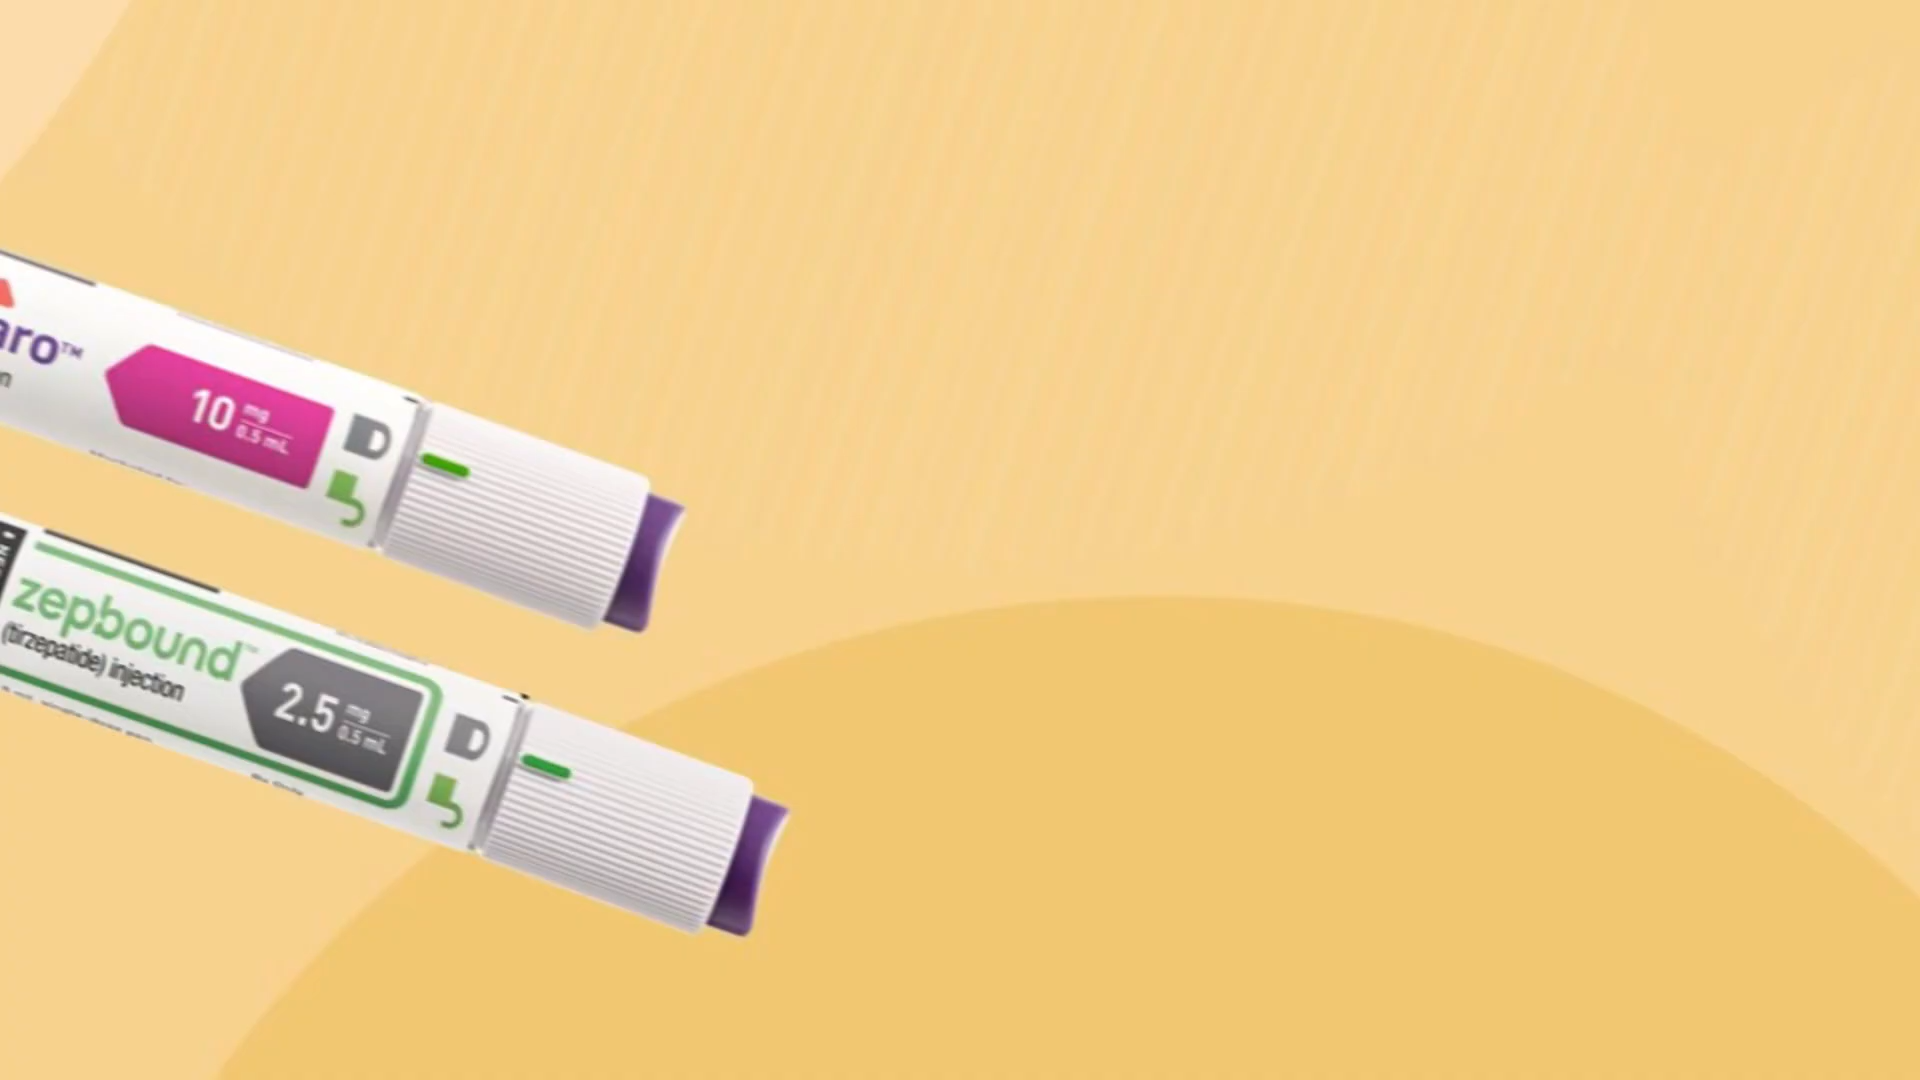 aro™
n
10 mg
0.5 mL
zepbound™
(tirzepatide) injection
2.5 mg
0.5 mL